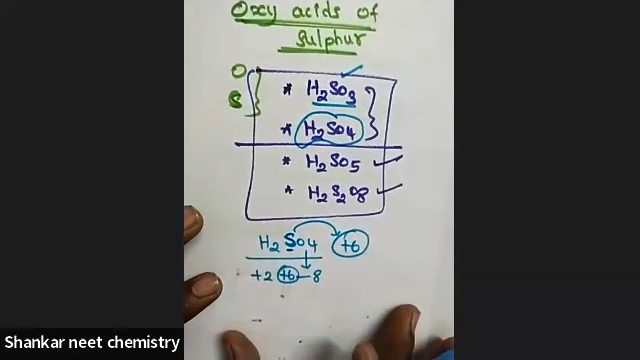 Oxy acids of
Sulphur
O
S
* H2SO3
* H2SO4
* H2SO5
* H2S2O8
H2SO4 +6
+2 +6 -8
Shankar neet chemistry